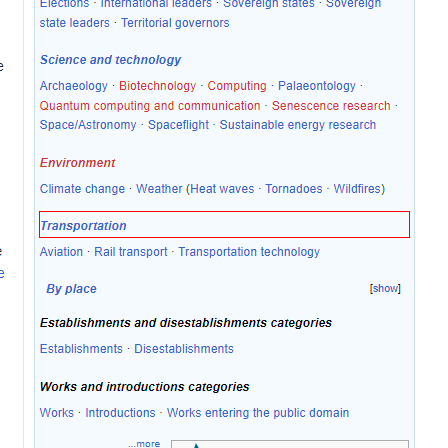 Elections · International leaders · Sovereign states · Sovereign
state leaders · Territorial governors
Science and technology
Archaeology · Biotechnology · Computing · Palaeontology ·
Quantum computing and communication · Senescence research ·
Space/Astronomy · Spaceflight · Sustainable energy research
Environment
Climate change · Weather (Heat waves · Tornadoes · Wildfires)
Transportation
Aviation · Rail transport · Transportation technology
By place [show]
Establishments and disestablishments categories
Establishments · Disestablishments
Works and introductions categories
Works · Introductions · Works entering the public domain
...more